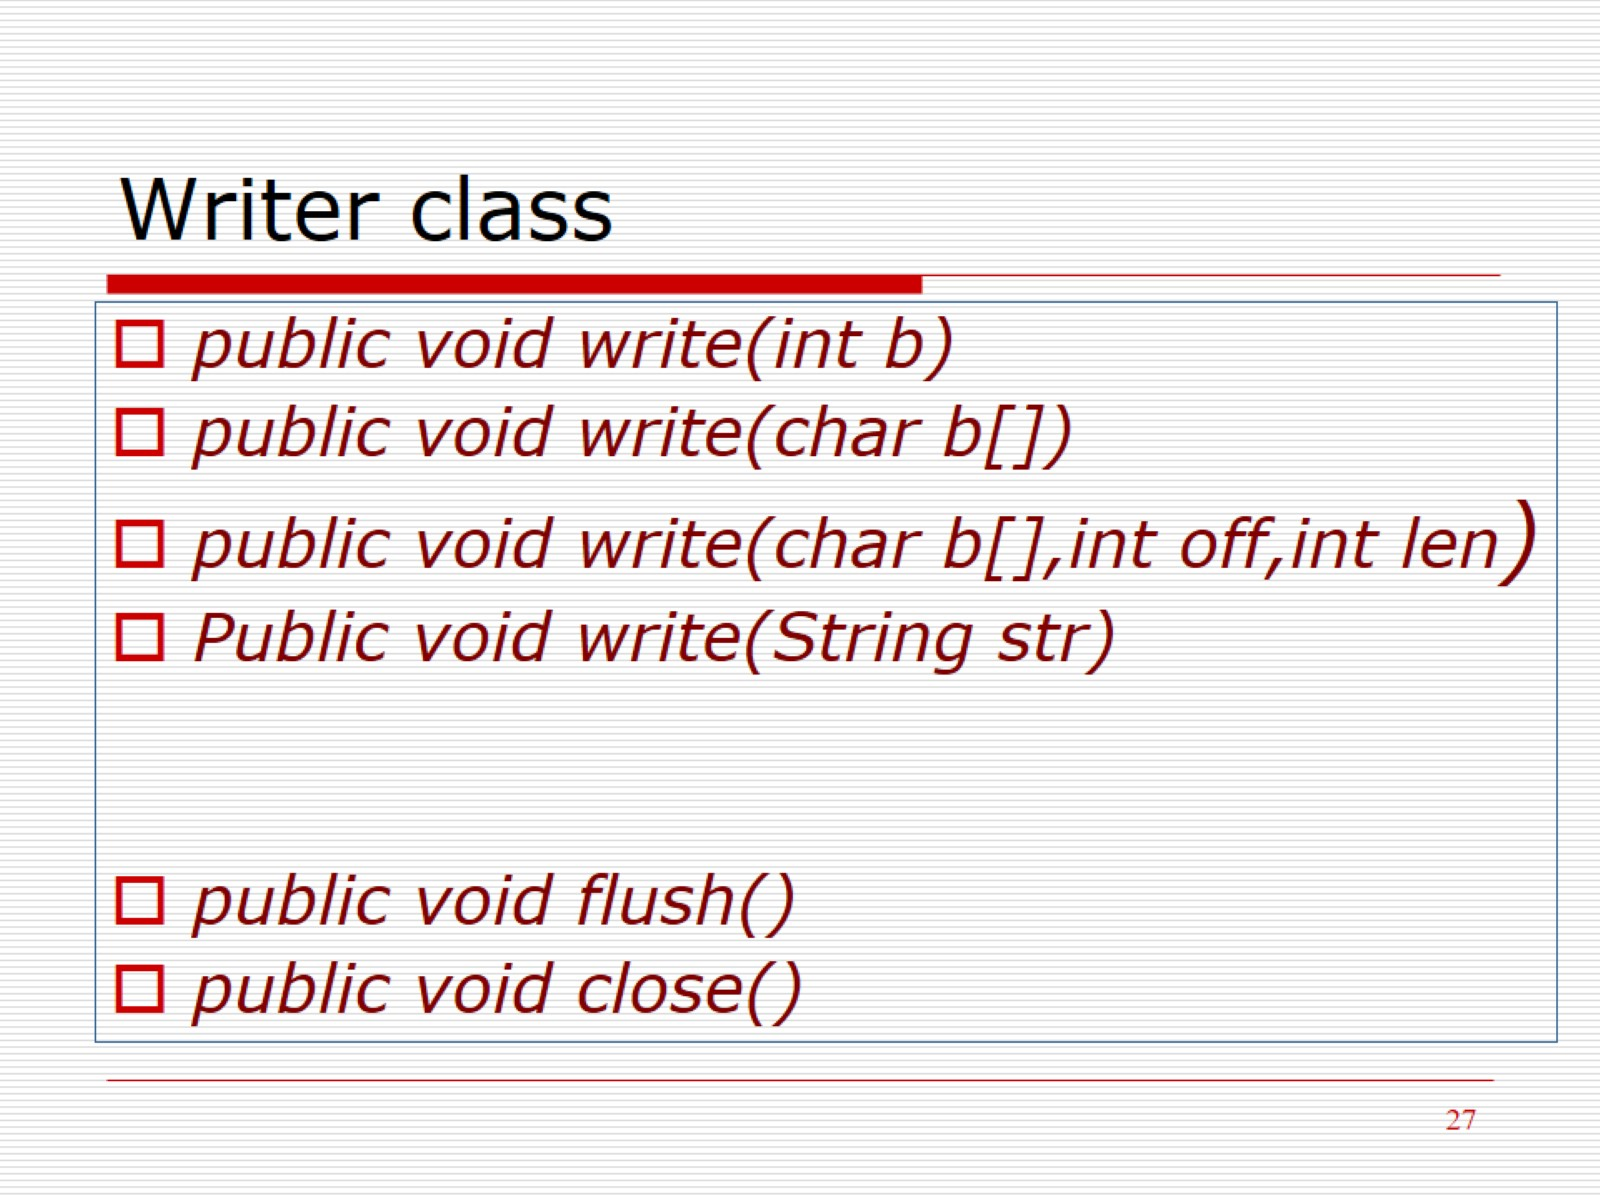 Writer class
public void write(int b)
public void write(char b[])
public void write(char b[],int off,int len)
Public void write(String str)
public void flush()
public void close()
27